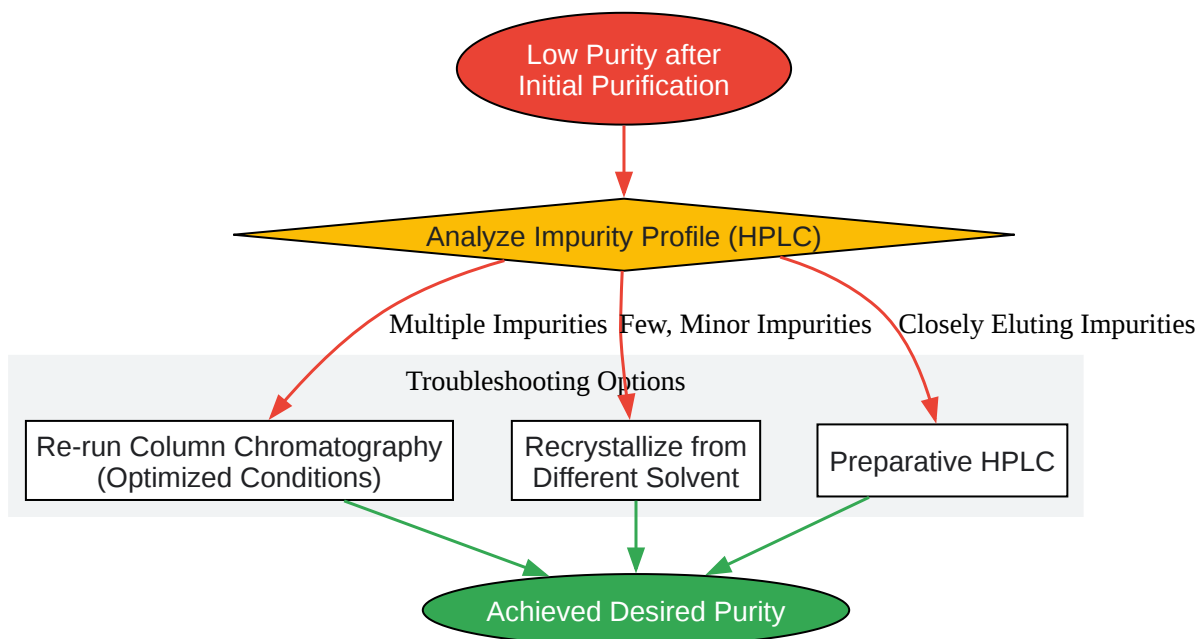 Low Purity after
Initial Purification
Analyze Impurity Profile (HPLC)
Multiple Impurities
Few, Minor Impurities
Closely Eluting Impurities
Troubleshooting Options
Re-run Column Chromatography
(Optimized Conditions)
Recrystallize from
Different Solvent
Preparative HPLC
Achieved Desired Purity